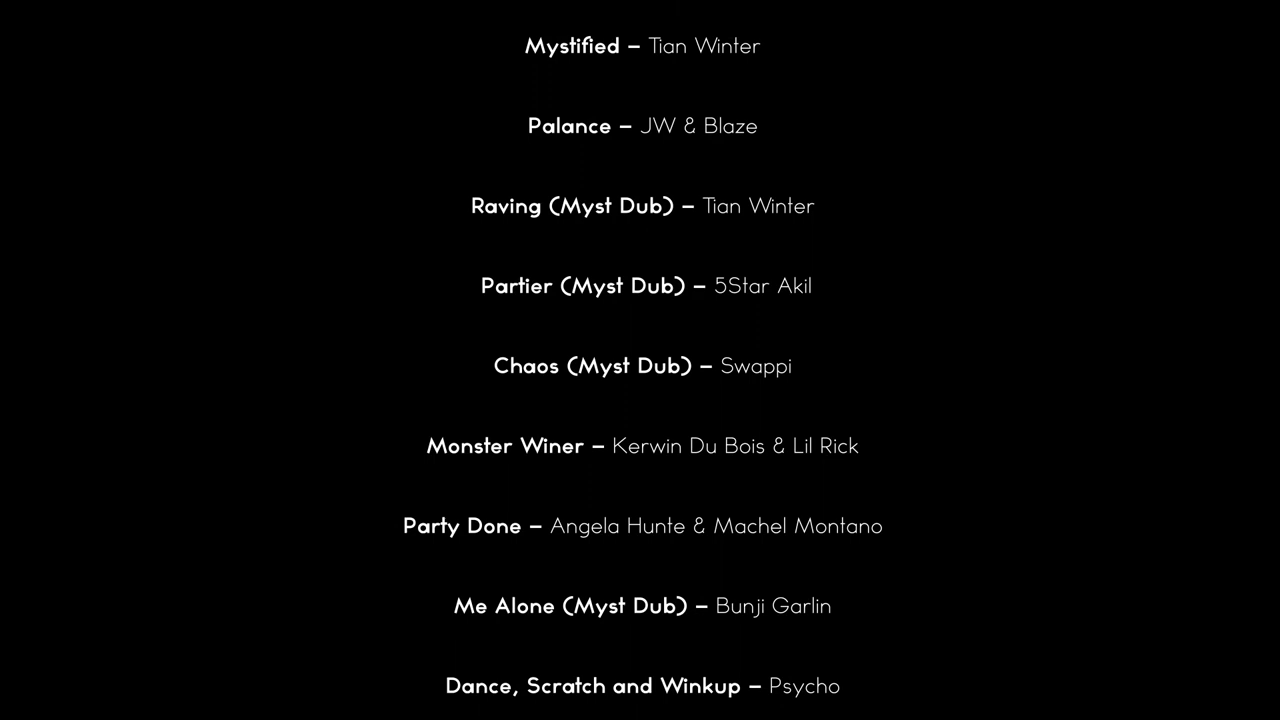 Mystified – Tian Winter
Palance – JW & Blaze
Raving (Myst Dub) – Tian Winter
Partier (Myst Dub) – 5Star Akil
Chaos (Myst Dub) – Swappi
Monster Winer – Kerwin Du Bois & Lil Rick
Party Done – Angela Hunte & Machel Montano
Me Alone (Myst Dub) – Bunji Garlin
Dance, Scratch and Winkup – Psycho